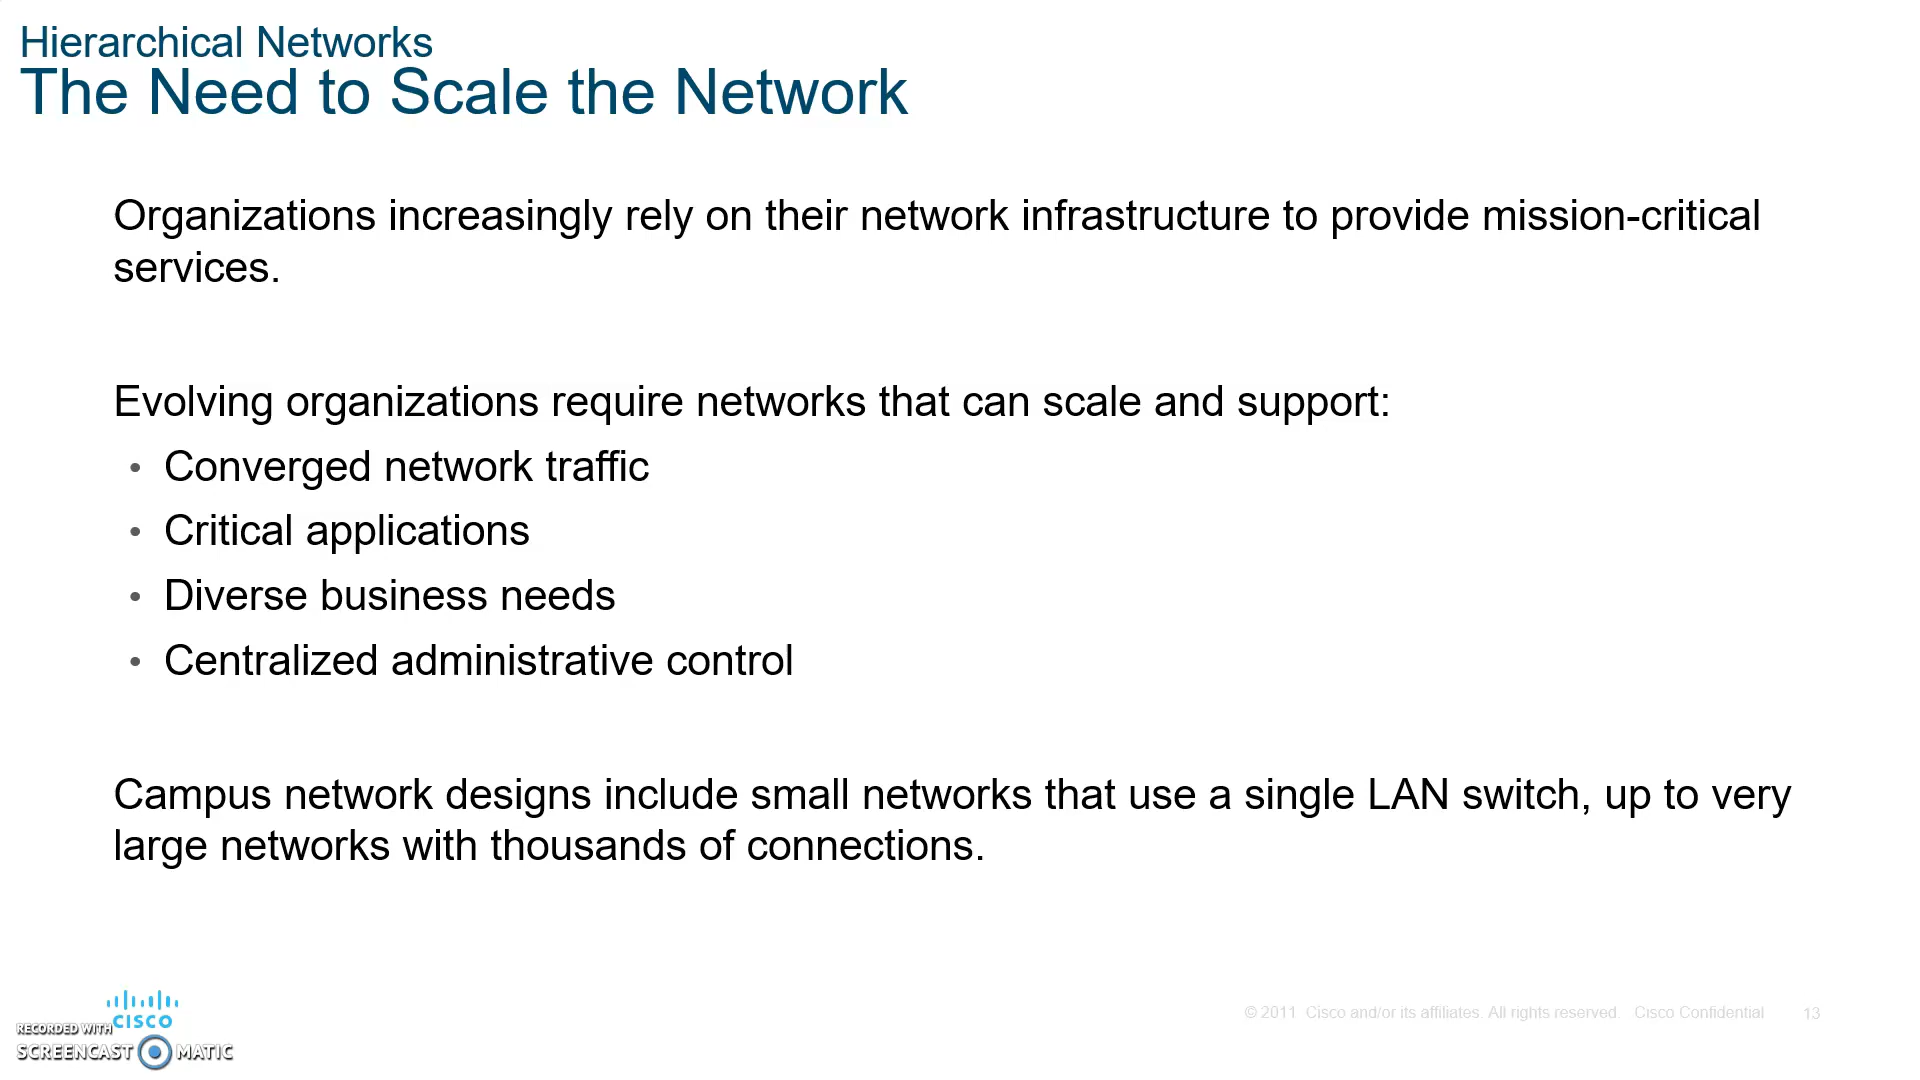 Hierarchical Networks
The Need to Scale the Network
Organizations increasingly rely on their network infrastructure to provide mission-critical
services.
Evolving organizations require networks that can scale and support:
• Converged network traffic
• Critical applications
• Diverse business needs
• Centralized administrative control
Campus network designs include small networks that use a single LAN switch, up to very
large networks with thousands of connections.
CISCO
© 2011 Cisco and/or its affiliates. All rights reserved. Cisco Confidential 13
RECORDED WITH
SCREENCAST MATIC